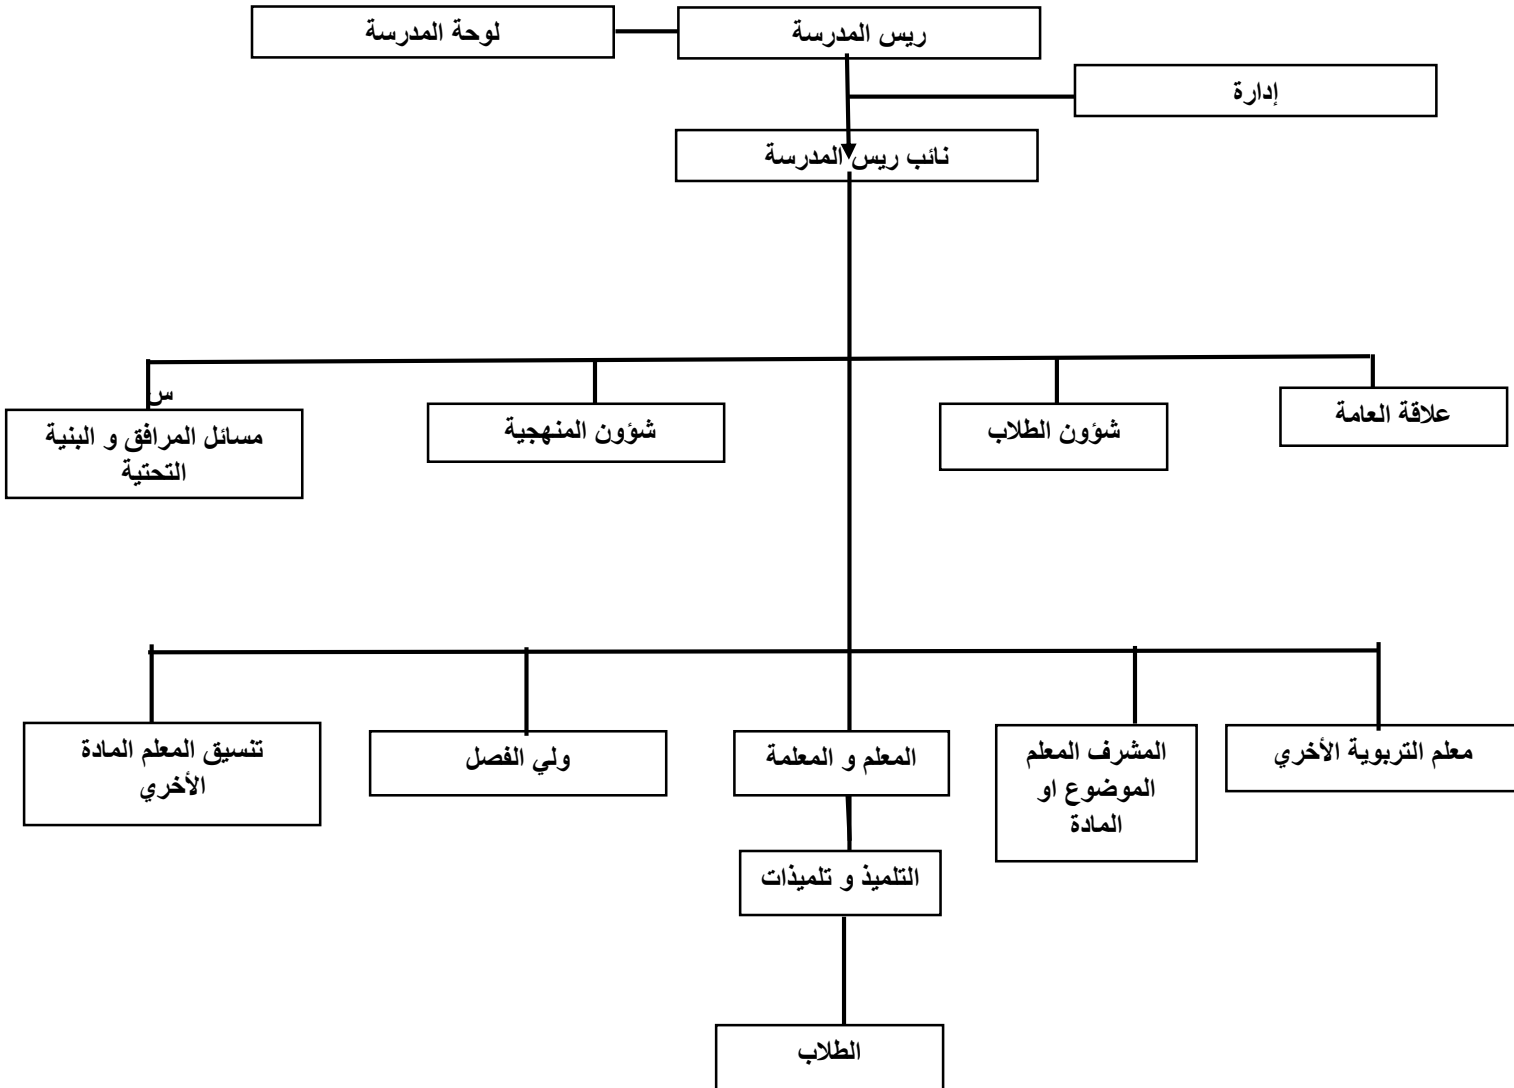 ريس المدرسة
لوحة المدرسة
إدارة
نائب ريس المدرسة
علاقة العامة
شؤون الطلاب
شؤون المنهجية
س
مسائل المرافق و البنية
التحتية
معلم التربوية الأخري
المشرف المعلم
الموضوع او
المادة
المعلم و المعلمة
ولي الفصل
تنسيق المعلم المادة
الأخري
التلميذ و تلميذات
الطلاب